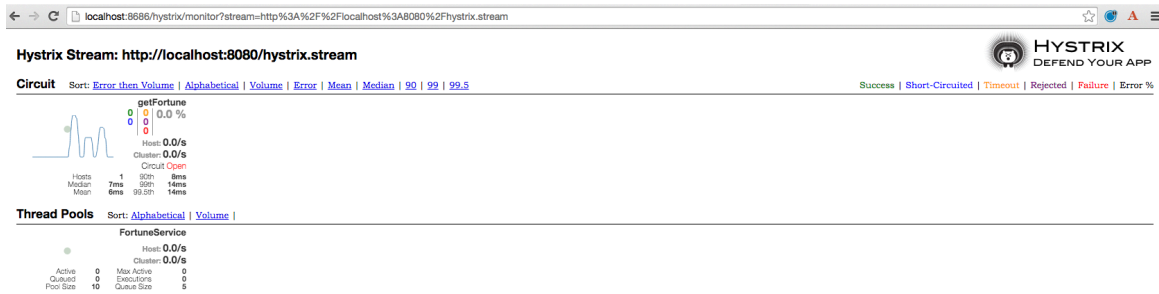 localhost:8686/hystrix/monitor?stream=http%3A%2F%2Flocalhost%3A8080%2Fhystrix.stream
Hystrix Stream: http://localhost:8080/hystrix.stream
HYSTRIX
DEFEND YOUR APP
Circuit Sort: Error then Volume | Alphabetical | Volume | Error | Mean | Median | 90 | 99 | 99.5
Success | Short-Circuited | Timeout | Rejected | Failure | Error %
getFortune
0 0 0.0 %
0 0
0
Host: 0.0/s
Cluster: 0.0/s
Circuit Open
Hosts 1 90th 8ms
Median 7ms 99th 14ms
Mean 6ms 99.5th 14ms
Thread Pools Sort: Alphabetical | Volume |
FortuneService
Host: 0.0/s
Cluster: 0.0/s
Active 0 Max Active 0
Queued 0 Executions 0
Pool Size 10 Queue Size 5